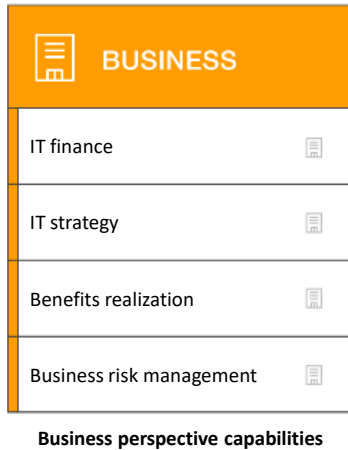 BUSINESS
IT finance
IT strategy
Benefits realization
Business risk management
Business perspective capabilities